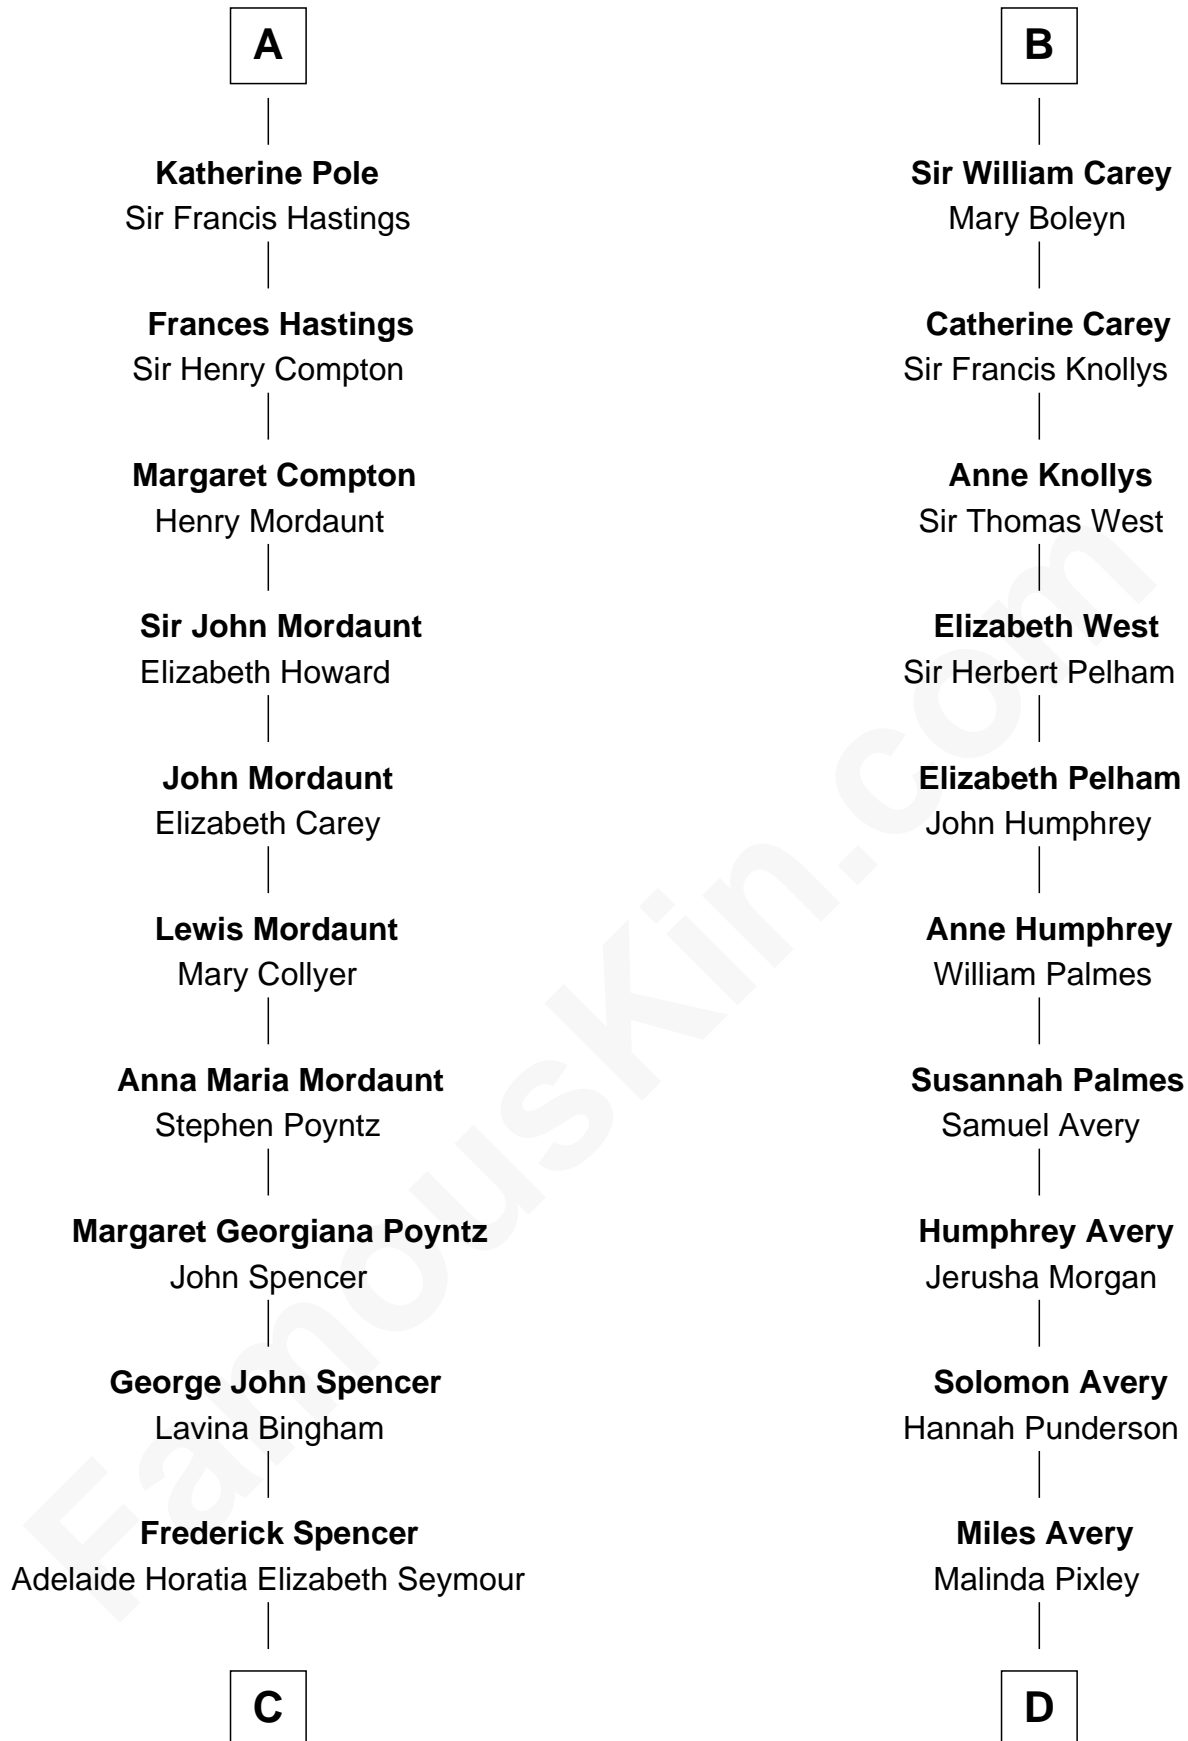 A
Katherine Pole
Sir Francis Hastings
Frances Hastings
Sir Henry Compton
Margaret Compton
Henry Mordaunt
Sir John Mordaunt
Elizabeth Howard
John Mordaunt
Elizabeth Carey
Lewis Mordaunt
Mary Collyer
Anna Maria Mordaunt
Stephen Poyntz
Margaret Georgiana Poyntz
John Spencer
George John Spencer
Lavina Bingham
Frederick Spencer
Adelaide Horatia Elizabeth Seymour
C
B
Sir William Carey
Mary Boleyn
Catherine Carey
Sir Francis Knollys
Anne Knollys
Sir Thomas West
Elizabeth West
Sir Herbert Pelham
Elizabeth Pelham
John Humphrey
Anne Humphrey
William Palmes
Susannah Palmes
Samuel Avery
Humphrey Avery
Jerusha Morgan
Solomon Avery
Hannah Punderson
Miles Avery
Malinda Pixley
D
FamousKin.com